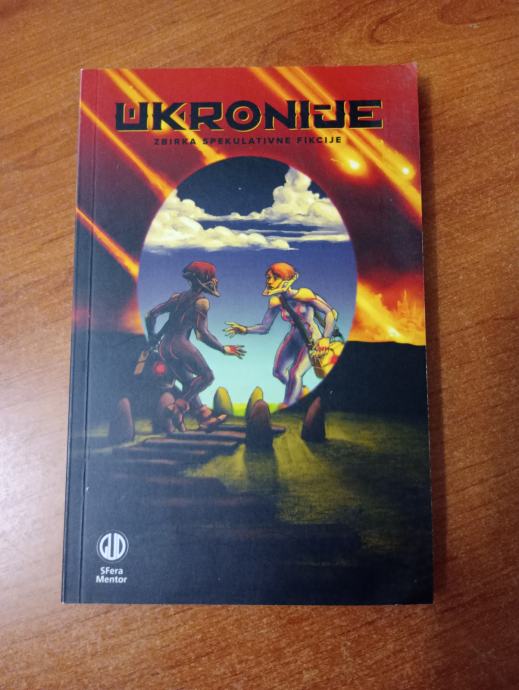 UKRONIJE
ZBIRKA SPEKULATIVNE FIKCIJE
SFera
Mentor